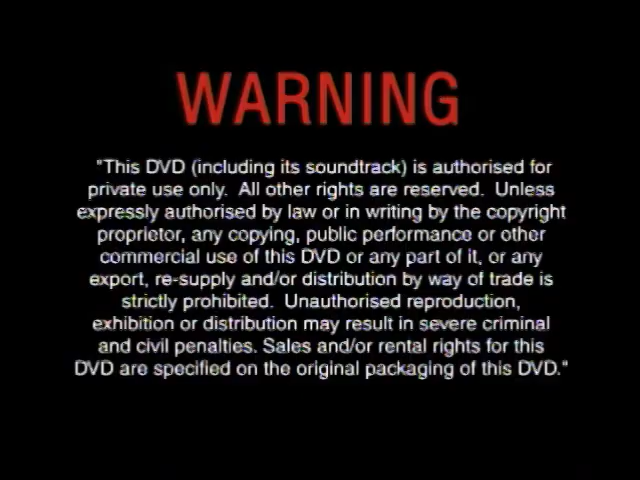 WARNING
"This DVD (including its soundtrack) is authorised for
private use only.  All other rights are reserved.  Unless
expressly authorised by law or in writing by the copyright
proprietor, any copying, public performance or other
commercial use of this DVD or any part of it, or any
export, re-supply and/or distribution by way of trade is
strictly prohibited.  Unauthorised reproduction,
exhibition or distribution may result in severe criminal
and civil penalties. Sales and/or rental rights for this
DVD are specified on the original packaging of this DVD."